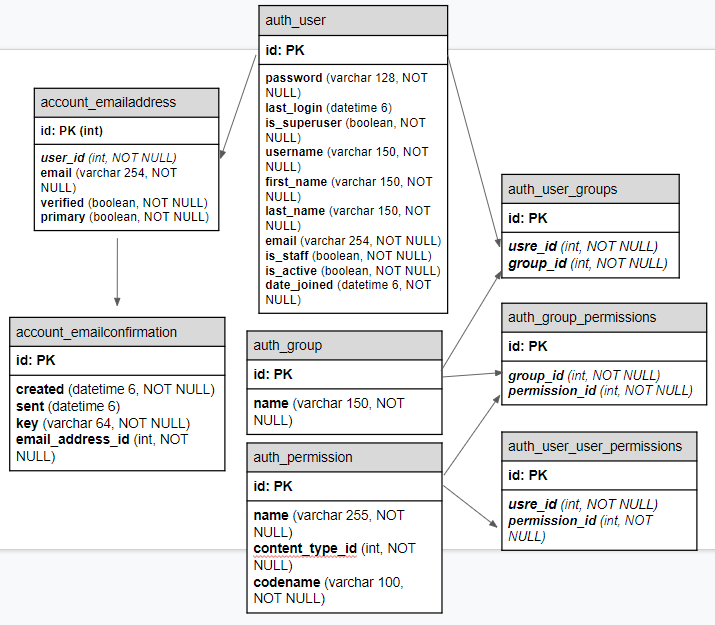 auth_user
id: PK
password (varchar 128, NOT
NULL)
last_login (datetime 6)
is_superuser (boolean, NOT
NULL)
username (varchar 150, NOT
NULL)
first_name (varchar 150, NOT
NULL)
last_name (varchar 150, NOT
NULL)
email (varchar 254, NOT NULL)
is_staff (boolean, NOT NULL)
is_active (boolean, NOT NULL)
date_joined (datetime 6, NOT
NULL)
account_emailaddress
id: PK (int)
user_id (int, NOT NULL)
email (varchar 254, NOT
NULL)
verified (boolean, NOT NULL)
primary (boolean, NOT NULL)
auth_user_groups
id: PK
usre_id (int, NOT NULL)
group_id (int, NOT NULL)
account_emailconfirmation
id: PK
created (datetime 6, NOT NULL)
sent (datetime 6)
key (varchar 64, NOT NULL)
email_address_id (int, NOT
NULL)
auth_group
id: PK
name (varchar 150, NOT
NULL)
auth_group_permissions
id: PK
group_id (int, NOT NULL)
permission_id (int, NOT NULL)
auth_permission
id: PK
name (varchar 255, NOT
NULL)
content_type_id (int, NOT
NULL)
codename (varchar 100,
NOT NULL)
auth_user_user_permissions
id: PK
usre_id (int, NOT NULL)
permission_id (int, NOT
NULL)